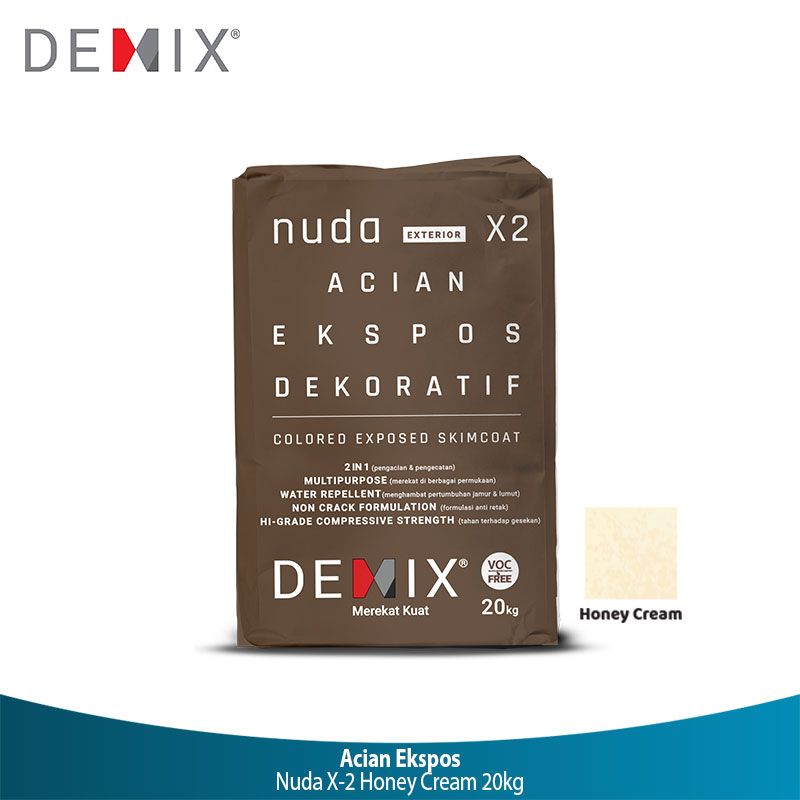 DEMIX®
nuda EXTERIOR X2
ACIAN
EKSPOS
DEKORATIF
COLORED EXPOSED SKIMCOAT
2 IN 1 (pengacian & pengecatan)
MULTIPURPOSE (merekat di berbagai permukaan)
WATER REPELLENT (menghambat pertumbuhan jamur & lumut)
NON CRACK FORMULATION (formulasi anti retak)
HI-GRADE COMPRESSIVE STRENGTH (tahan terhadap gesekan)
DEMIX®
Merekat Kuat
VOC
FREE
20kg
Honey Cream
Acian Ekspos
Nuda X-2 Honey Cream 20kg